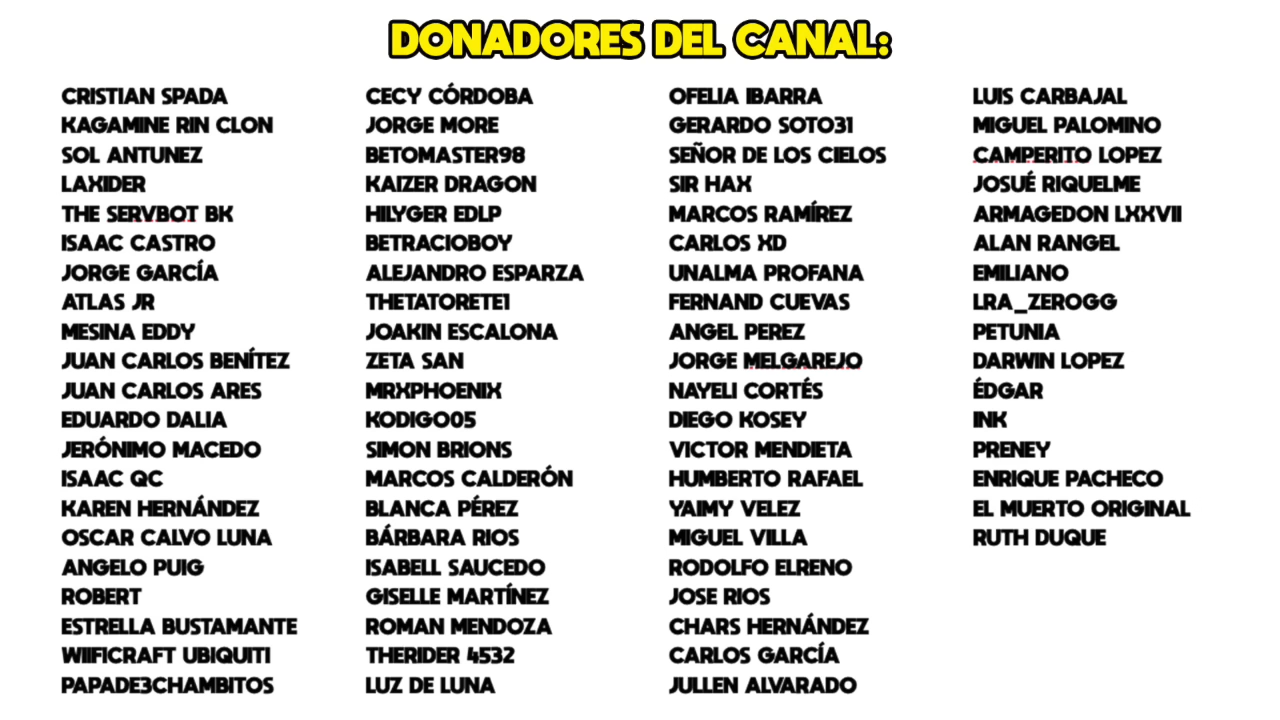 DONADORES DEL CANAL:
CRISTIAN SPADA
KAGAMINE RIN CLON
SOL ANTUNEZ
LAXIDER
THE SERVBOT BK
ISAAC CASTRO
JORGE GARCÍA
ATLAS JR
MESINA EDDY
JUAN CARLOS BENÍTEZ
JUAN CARLOS ARES
EDUARDO DALIA
JERÓNIMO MACEDO
ISAAC QC
KAREN HERNÁNDEZ
OSCAR CALVO LUNA
ANGELO PUIG
ROBERT
ESTRELLA BUSTAMANTE
WIIFICRAFT UBIQUITI
PAPADE3CHAMBITOS
CECY CÓRDOBA
JORGE MORE
BETOMASTER98
KAIZER DRAGON
HILYGER EDLP
BETRACIOBOY
ALEJANDRO ESPARZA
THETATORETE1
JOAKIN ESCALONA
ZETA SAN
MRXPHOENIX
KODIGO05
SIMON BRIONS
MARCOS CALDERÓN
BLANCA PÉREZ
BÁRBARA RIOS
ISABELL SAUCEDO
GISELLE MARTÍNEZ
ROMAN MENDOZA
THERIDER 4532
LUZ DE LUNA
OFELIA IBARRA
GERARDO SOTO31
SEÑOR DE LOS CIELOS
SIR HAX
MARCOS RAMÍREZ
CARLOS XD
UNALMA PROFANA
FERNAND CUEVAS
ANGEL PEREZ
JORGE MELGAREJO
NAYELI CORTÉS
DIEGO KOSEY
VICTOR MENDIETA
HUMBERTO RAFAEL
YAIMY VELEZ
MIGUEL VILLA
RODOLFO ELRENO
JOSE RIOS
CHARS HERNÁNDEZ
CARLOS GARCÍA
JULLEN ALVARADO
LUIS CARBAJAL
MIGUEL PALOMINO
CAMPERITO LOPEZ
JOSUÉ RIQUELME
ARMAGEDON LXXVII
ALAN RANGEL
EMILIANO
LRA_ZEROGG
PETUNIA
DARWIN LOPEZ
ÉDGAR
INK
PRENEY
ENRIQUE PACHECO
EL MUERTO ORIGINAL
RUTH DUQUE